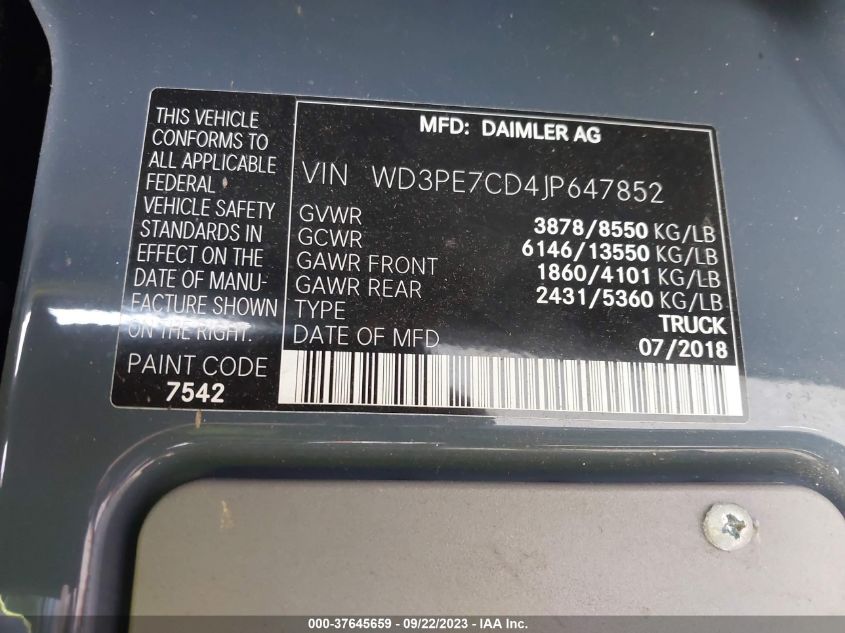 THIS VEHICLE
CONFORMS TO
ALL APPLICABLE
FEDERAL
VEHICLE SAFETY
STANDARDS IN
EFFECT ON THE
DATE OF MANU-
FACTURE SHOWN
ON THE RIGHT.
PAINT CODE
7542
MFD: DAIMLER AG
VIN WD3PE7CD4JP647852
GVWR 3878/8550 KG/LB
GCWR 6146/13550 KG/LB
GAWR FRONT 1860/4101 KG/LB
GAWR REAR 2431/5360 KG/LB
TYPE TRUCK
DATE OF MFD 07/2018
000-37645659 - 09/22/2023 - IAA Inc.